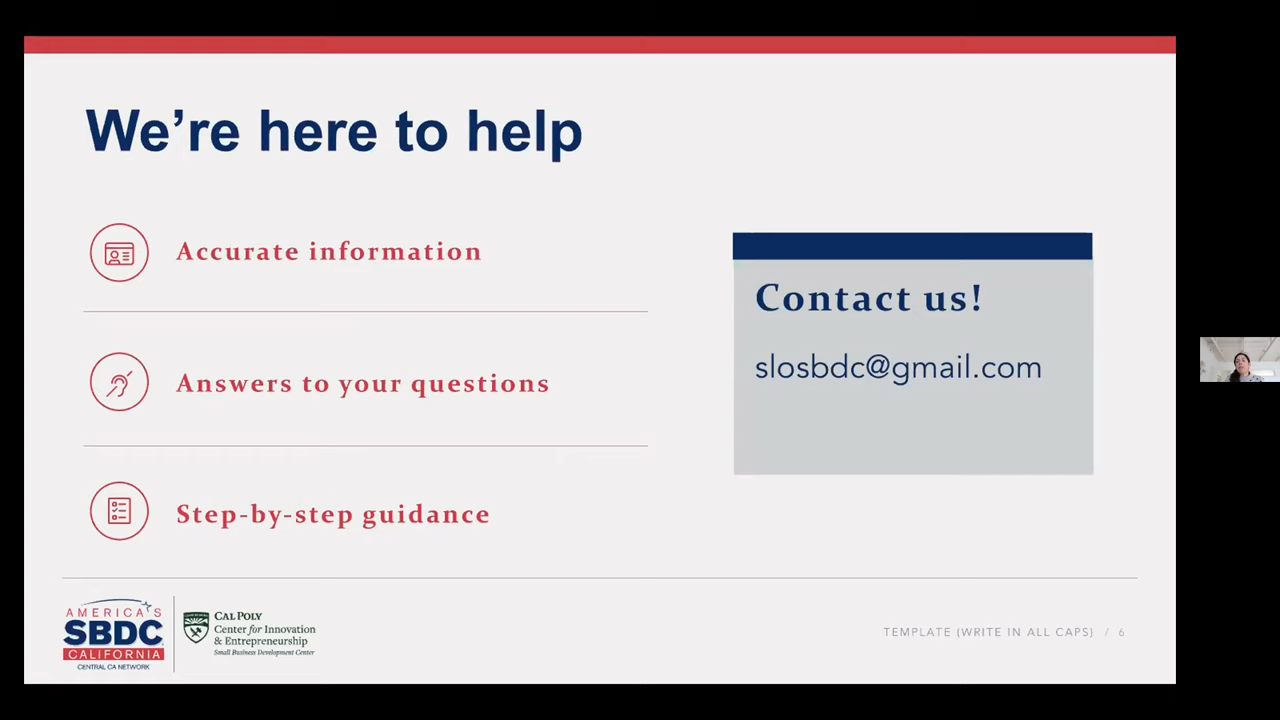 We're here to help
Accurate information
Answers to your questions
Step-by-step guidance
Contact us!
slosbdc@gmail.com
AMERICA'S
SBDC
CALIFORNIA
CENTRAL CA NETWORK
CAL POLY
Center for Innovation
& Entrepreneurship
Small Business Development Center
TEMPLATE (WRITE IN ALL CAPS) / 6